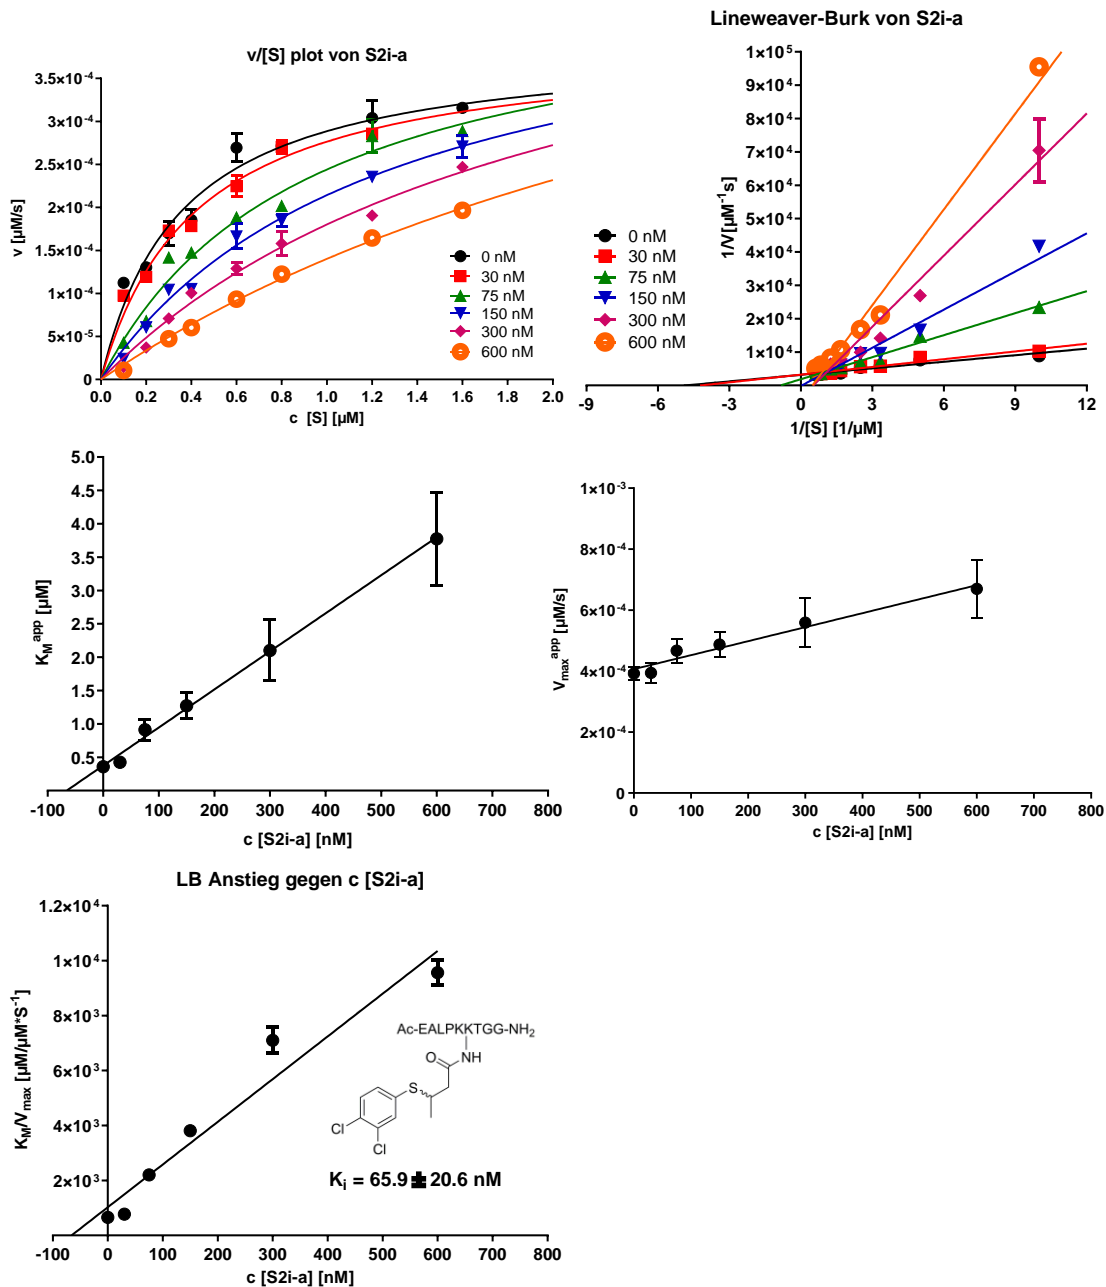 v/[S] plot von S2i-a
3.5×10⁻⁴
3×10⁻⁴
2.5×10⁻⁴
2×10⁻⁴
1.5×10⁻⁴
1×10⁻⁴
5×10⁻⁵
0
v [µM/s]
0 nM
30 nM
75 nM
150 nM
300 nM
600 nM
0.0 0.2 0.4 0.6 0.8 1.0 1.2 1.4 1.6 1.8 2.0
c [S] [µM]
Lineweaver-Burk von S2i-a
1×10⁵
9×10⁴
8×10⁴
7×10⁴
6×10⁴
5×10⁴
4×10⁴
3×10⁴
2×10⁴
1×10⁴
1/V [µM⁻¹s]
0 nM
30 nM
75 nM
150 nM
300 nM
600 nM
-9 -6 -3 0 3 6 9 12
1/[S] [1/µM]
5.0
4.5
4.0
3.5
3.0
2.5
2.0
1.5
1.0
0.5
K_M^app [µM]
-100 0 100 200 300 400 500 600 700 800
c [S2i-a] [nM]
1×10⁻³
8×10⁻⁴
6×10⁻⁴
4×10⁻⁴
2×10⁻⁴
0
V_max^app [µM/s]
0 100 200 300 400 500 600 700 800
c [S2i-a] [nM]
LB Anstieg gegen c [S2i-a]
1.2×10⁴
1×10⁴
8×10³
6×10³
4×10³
2×10³
K_M/V_max [µM/µM*S⁻¹]
-100 0 100 200 300 400 500 600 700 800
c [S2i-a] [nM]
Ac-EALPKKTGG-NH₂
O
NH
S
Cl
Cl
K_i = 65.9 ± 20.6 nM